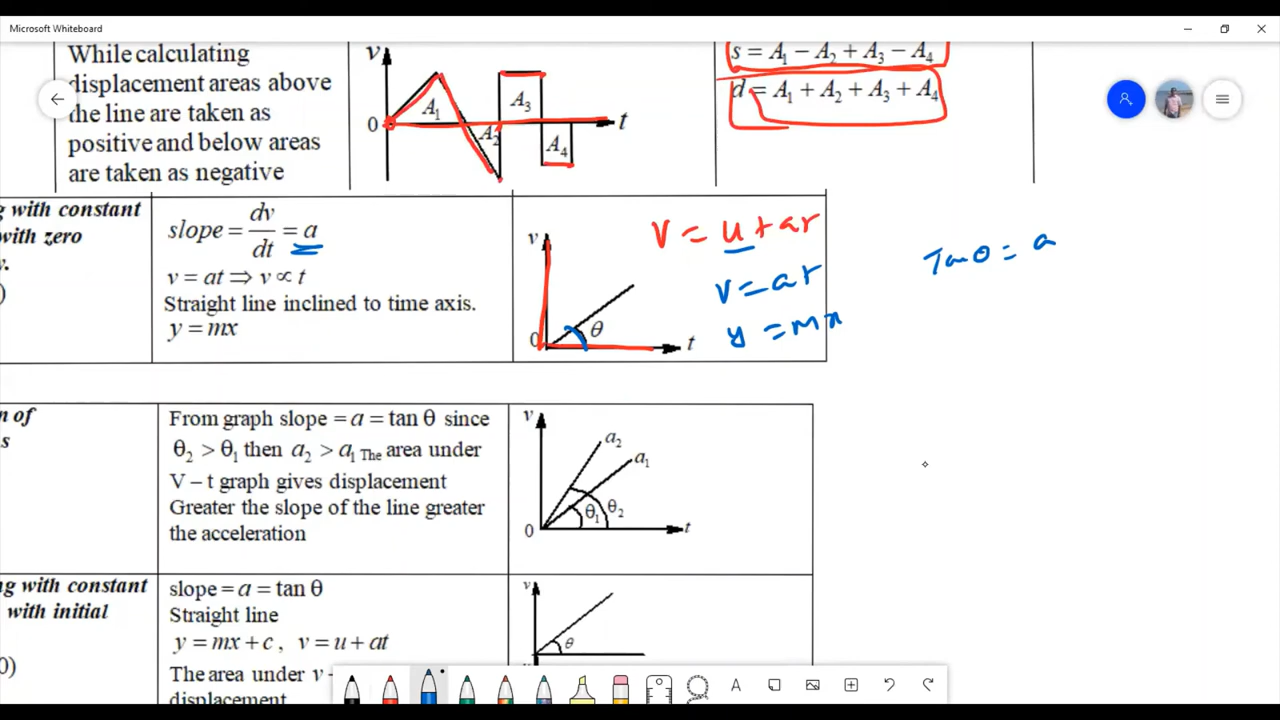 Microsoft Whiteboard
While calculating
displacement areas above
the line are taken as
positive and below areas
are taken as negative
v
0
A₁
A₂
A₃
A₄
t
s = A₁ − A₂ + A₃ − A₄
d = A₁ + A₂ + A₃ + A₄
g with constant
with zero
slope = dv/dt = a
v = at ⇒ v ∝ t
Straight line inclined to time axis.
y = mx
v
0
θ
t
v = u + at
v = at
y = mx
Tan θ = a
n of
s
From graph slope = a = tan θ since
θ₂ > θ₁ then a₂ > a₁ The area under
V – t graph gives displacement
Greater the slope of the line greater
the acceleration
v
a₂
a₁
θ₁
θ₂
0
t
g with constant
with initial
0)
slope = a = tan θ
Straight line
y = mx + c , v = u + at
The area under v -
displacement
v
θ
A